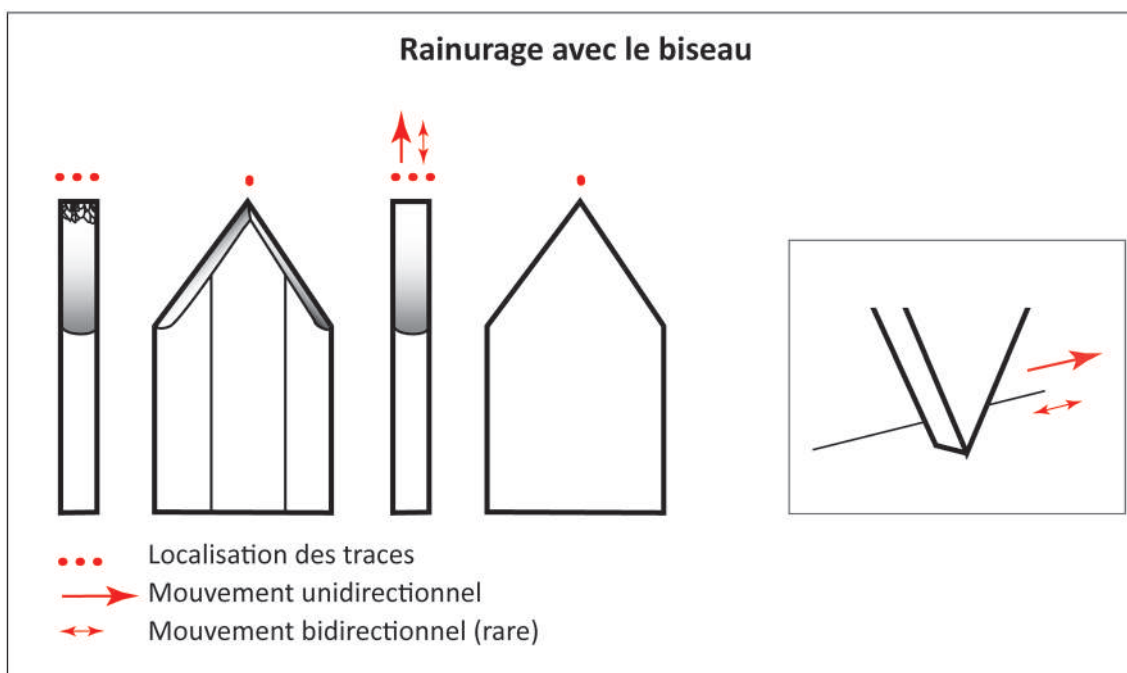 Rainurage avec le biseau
Localisation des traces
Mouvement unidirectionnel
Mouvement bidirectionnel (rare)